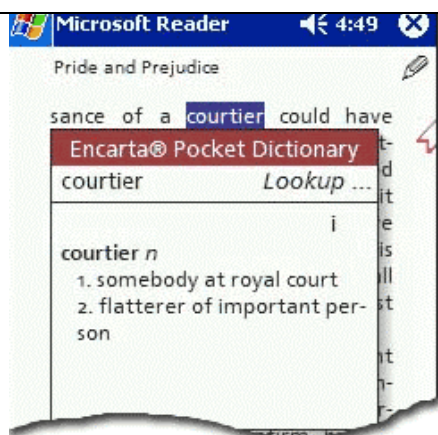 Microsoft Reader 4:49
Pride and Prejudice
sance of a courtier could have
Encarta® Pocket Dictionary
courtier Lookup ...
i
courtier n
1. somebody at royal court
2. flatterer of important per-
son